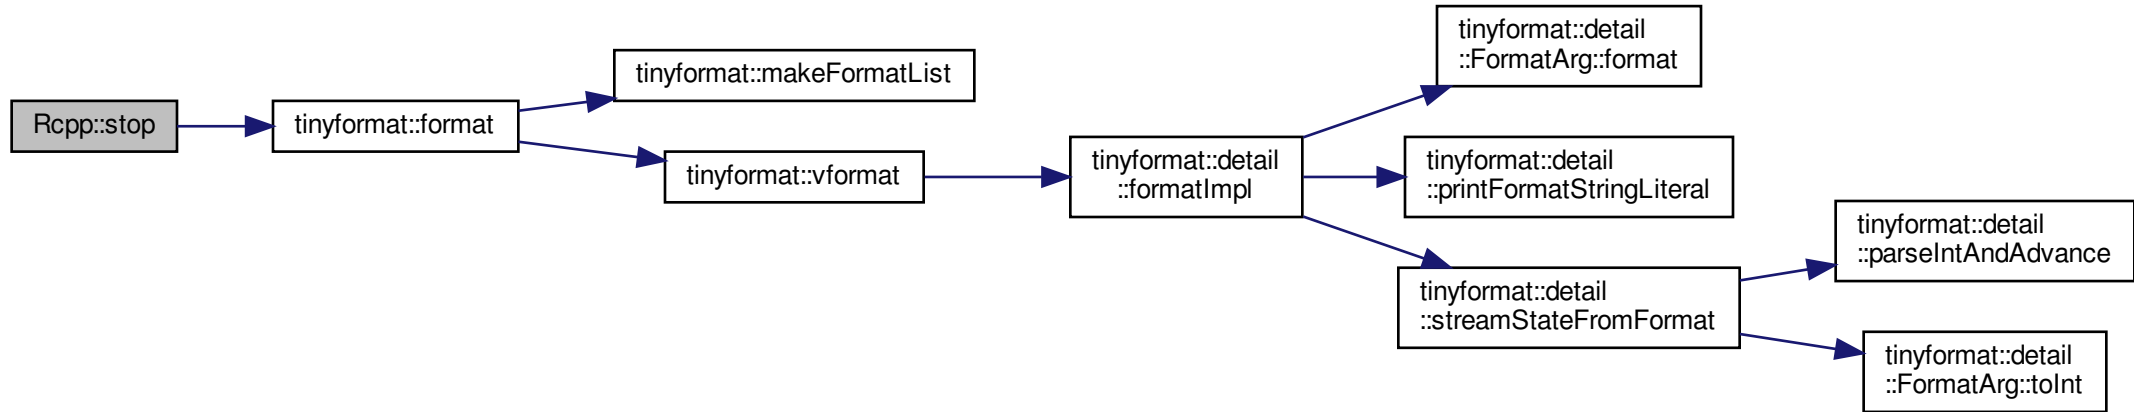 Rcpp::stop
tinyformat::format
tinyformat::makeFormatList
tinyformat::vformat
tinyformat::detail
::formatImpl
tinyformat::detail
::FormatArg::format
tinyformat::detail
::printFormatStringLiteral
tinyformat::detail
::streamStateFromFormat
tinyformat::detail
::parseIntAndAdvance
tinyformat::detail
::FormatArg::toInt